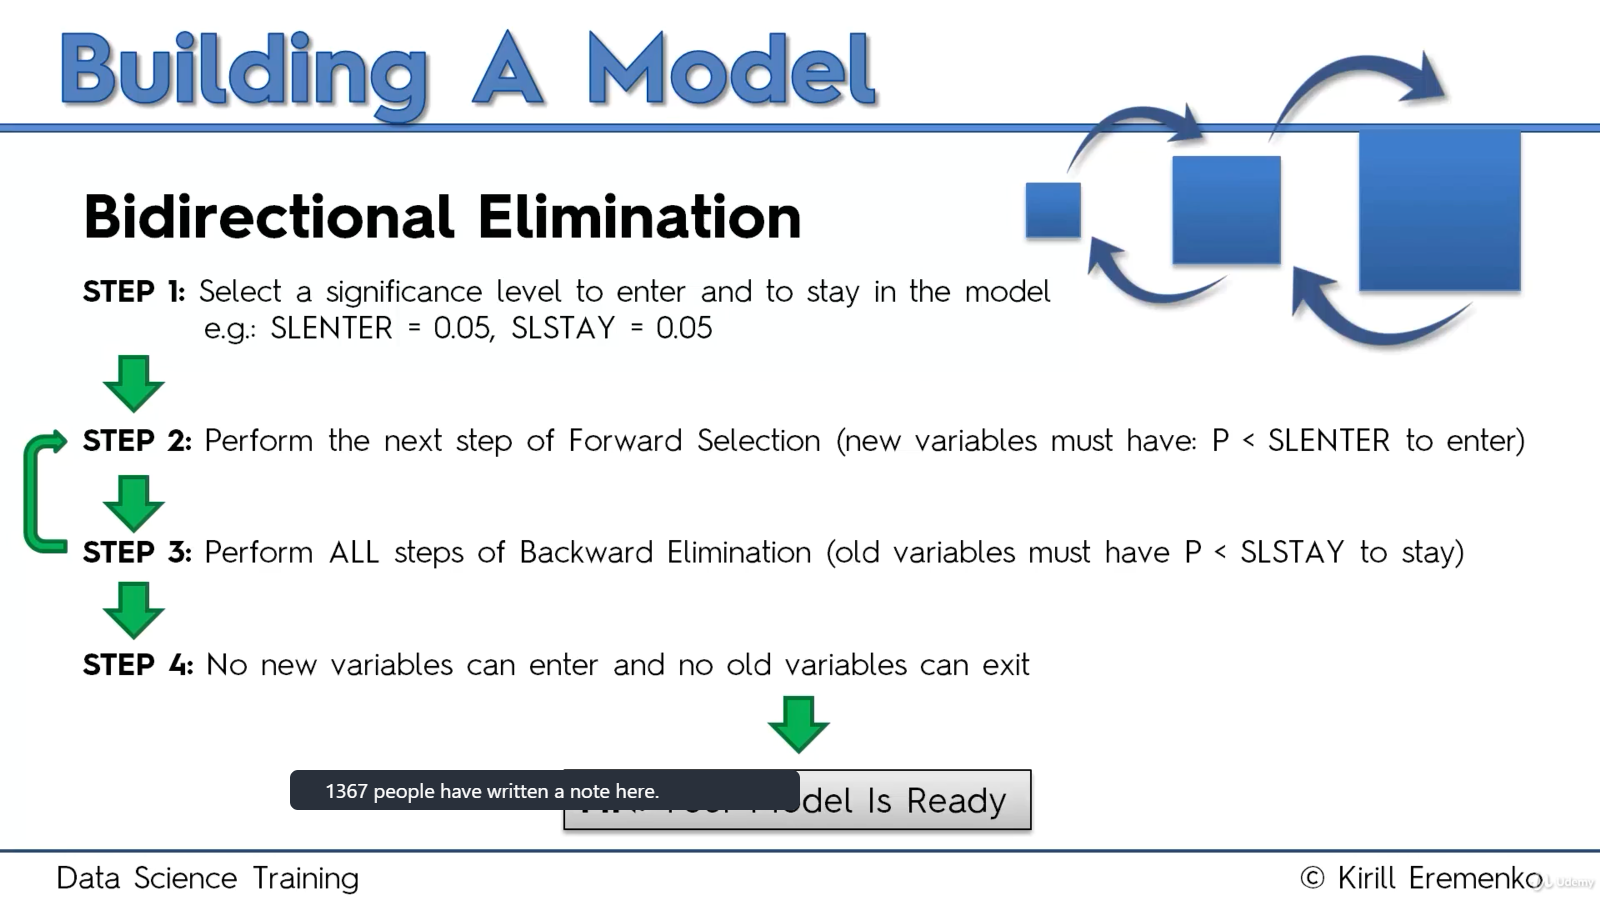 Building A Model
Bidirectional Elimination
STEP 1: Select a significance level to enter and to stay in the model
e.g.: SLENTER = 0.05, SLSTAY = 0.05
STEP 2: Perform the next step of Forward Selection (new variables must have: P < SLENTER to enter)
STEP 3: Perform ALL steps of Backward Elimination (old variables must have P < SLSTAY to stay)
STEP 4: No new variables can enter and no old variables can exit
1367 people have written a note here.
Model Is Ready
Data Science Training
© Kirill Eremenko
Udemy